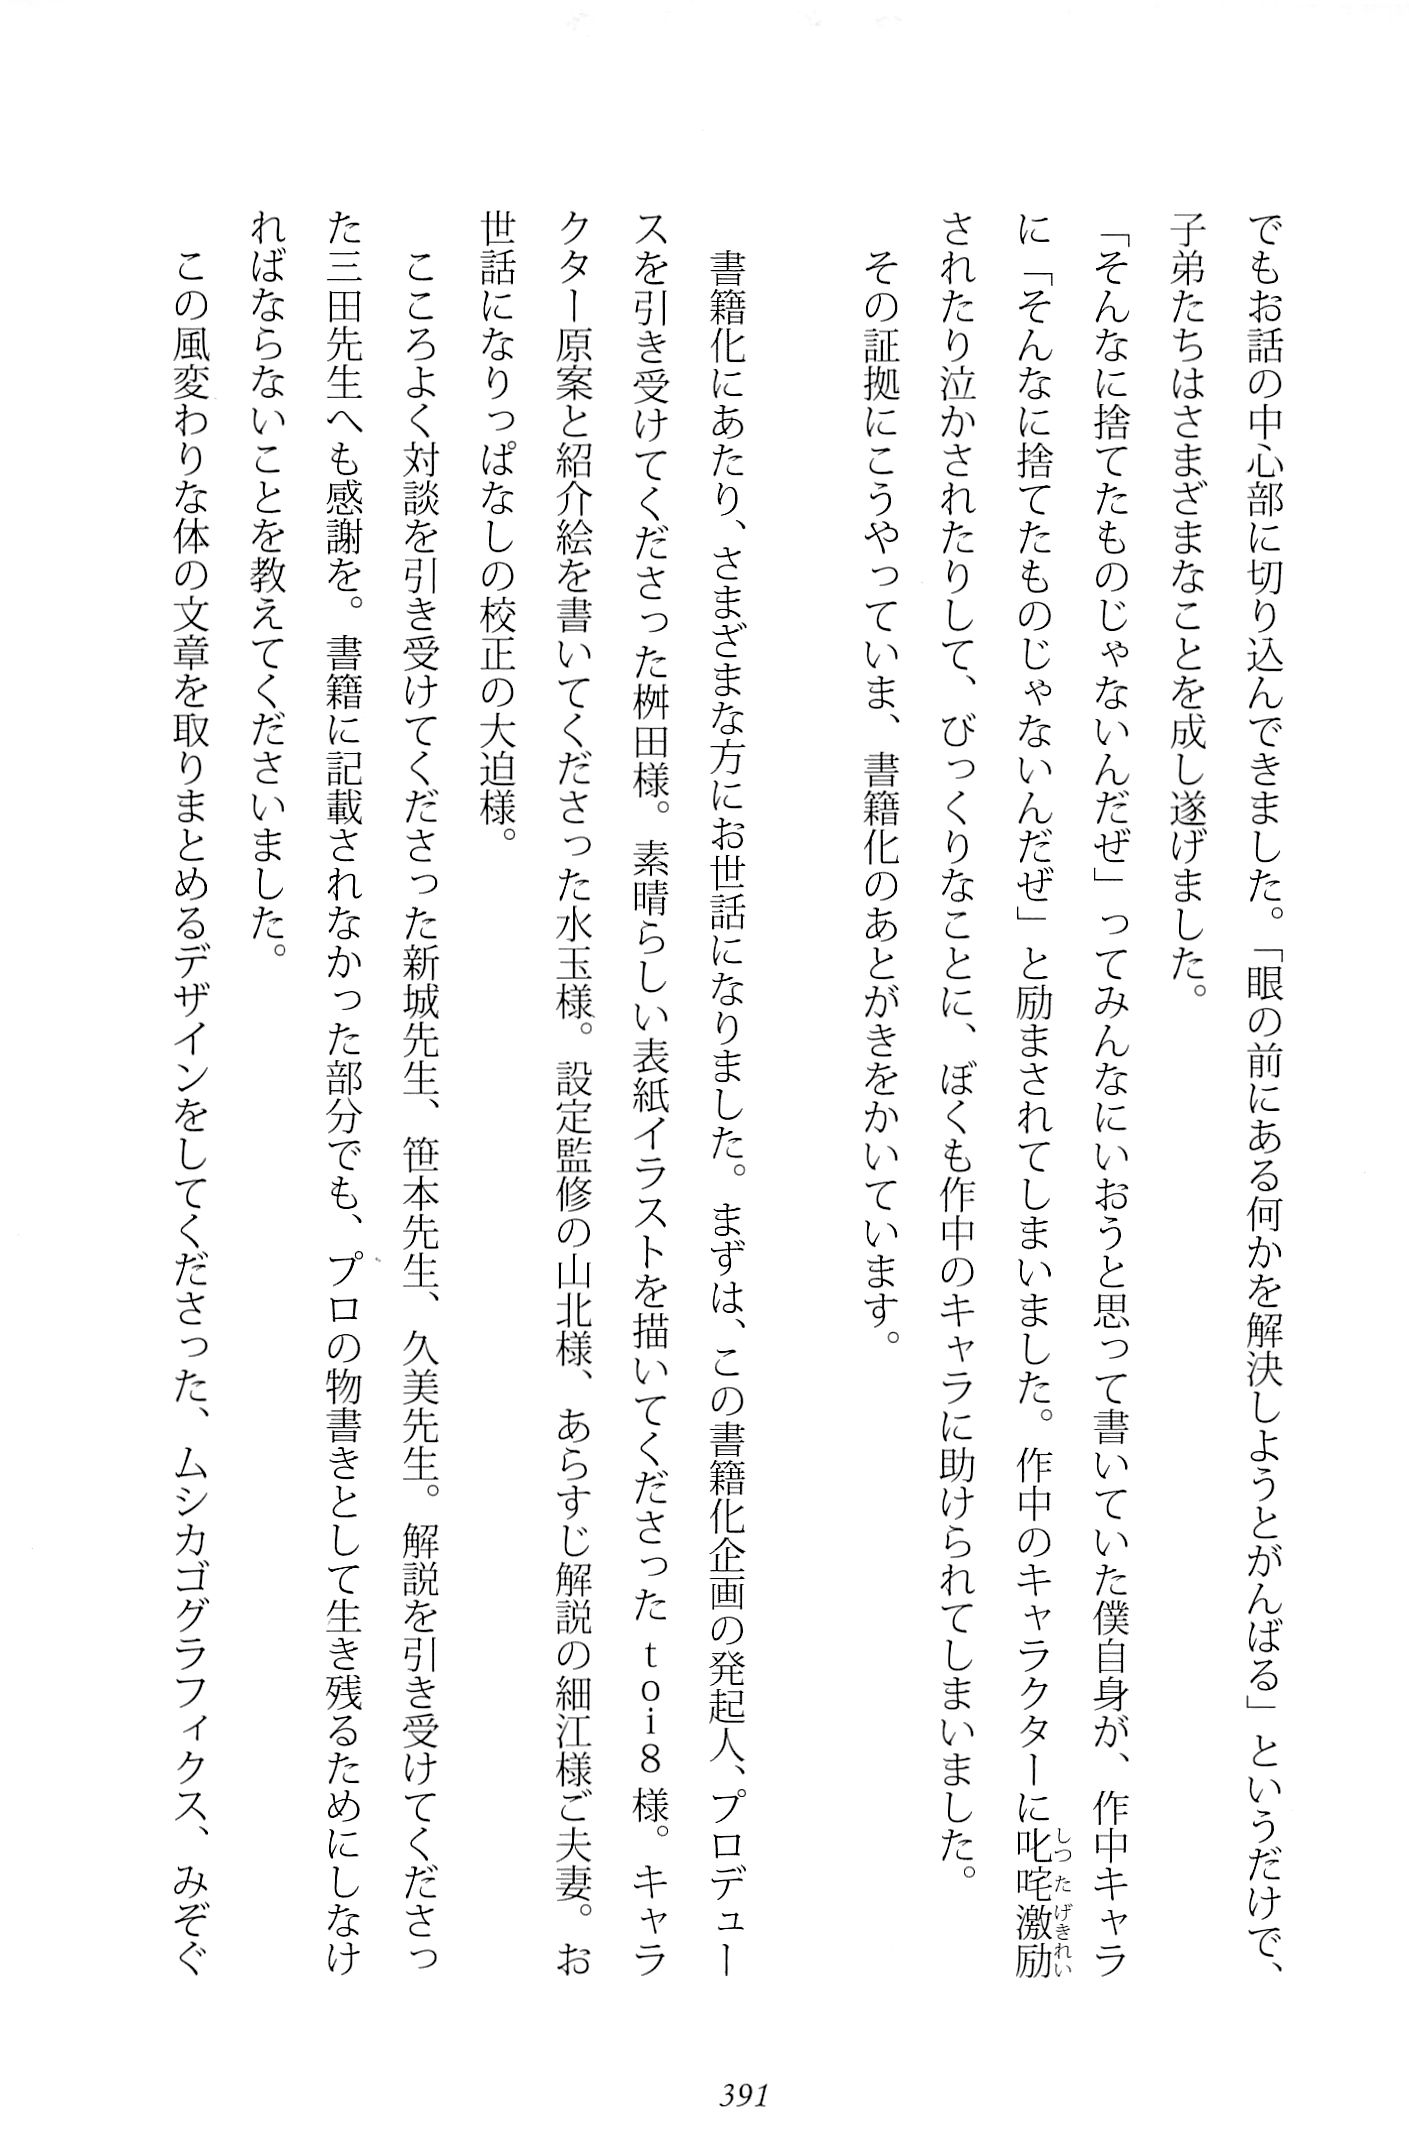 でもお話の中心部に切り込んできました。「眼の前にある何かを解決しようとがんばる」というだけで、
子弟たちはさまざまなことを成し遂げました。
「そんなに捨てたものじゃないんだぜ」ってみんなにいおうと思って書いていた僕自身が、作中キャラ
に「そんなに捨てたものじゃないんだぜ」と励まされてしまいました。作中のキャラクターに叱咤激励
しった げきれい
されたり泣かされたりして、びっくりなことに、ぼくも作中のキャラに助けられてしまいました。
その証拠にこうやっていま、書籍化のあとがきをかいています。
書籍化にあたり、さまざまな方にお世話になりました。まずは、この書籍化企画の発起人、プロデュー
スを引き受けてくださった桝田様。素晴らしい表紙イラストを描いてくださった toi8 様。キャラ
クター原案と紹介絵を書いてくださった水玉様。設定監修の山北様、あらすじ解説の細江様ご夫妻。お
世話になりっぱなしの校正の大迫様。
こころよく対談を引き受けてくださった新城先生、笹本先生、久美先生。解説を引き受けてくださっ
た三田先生へも感謝を。書籍に記載されなかった部分でも、プロの物書きとして生き残るためにしなけ
ればならないことを教えてくださいました。
この風変わりな体の文章を取りまとめるデザインをしてくださった、ムシカゴグラフィクス、みぞぐ
391